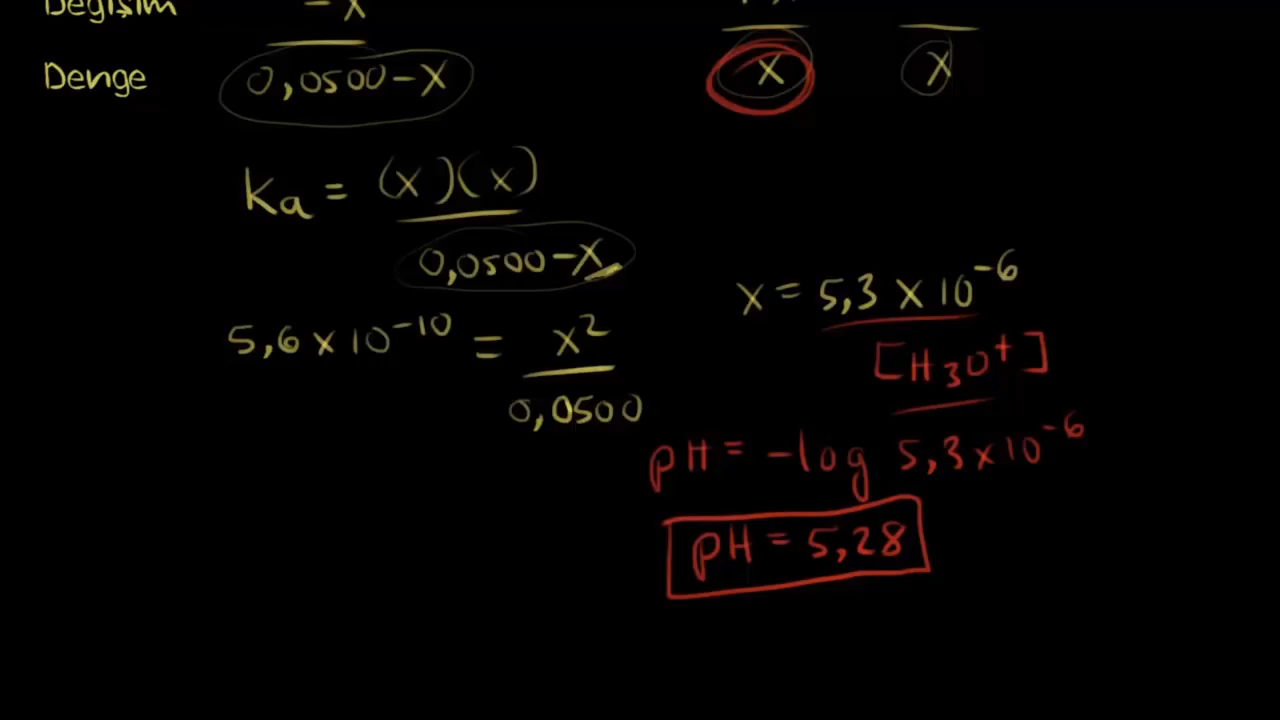 Değişim -x +x
Denge 0,0500-x x x
Ka = (x)(x)
0,0500-x
x = 5,3 x 10⁻⁶
5,6 x 10⁻¹⁰ = x²
0,0500
[H₃O⁺]
pH = -log 5,3 x 10⁻⁶
pH = 5,28